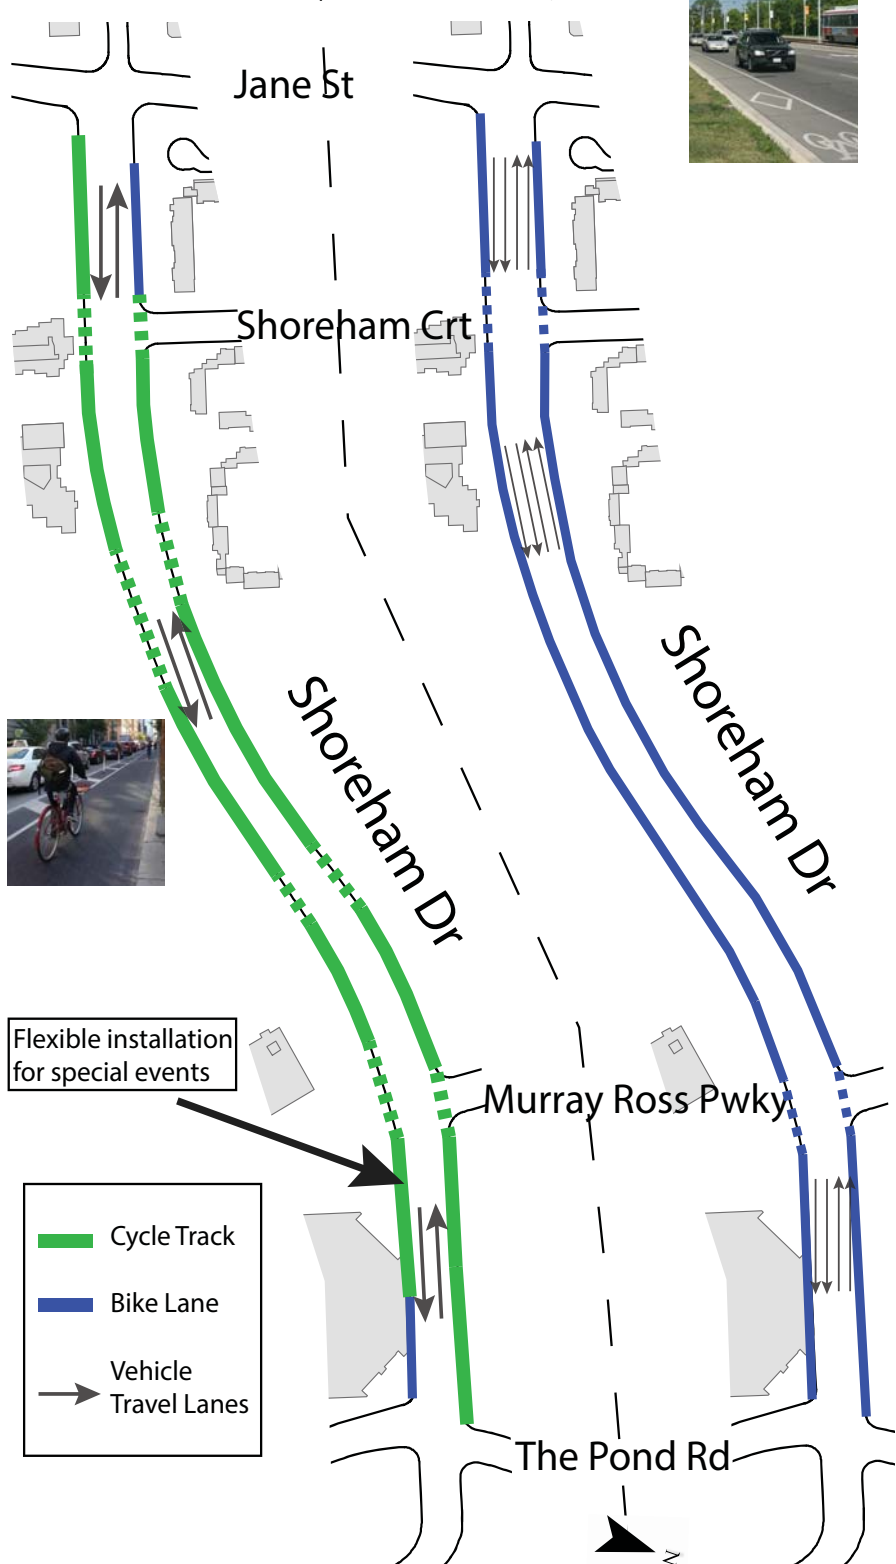 Jane St
Shoreham Crt
Shoreham Dr
Shoreham Dr
Flexible installation
for special events
Murray Ross Pwky
Cycle Track
Bike Lane
Vehicle
Travel Lanes
The Pond Rd
N